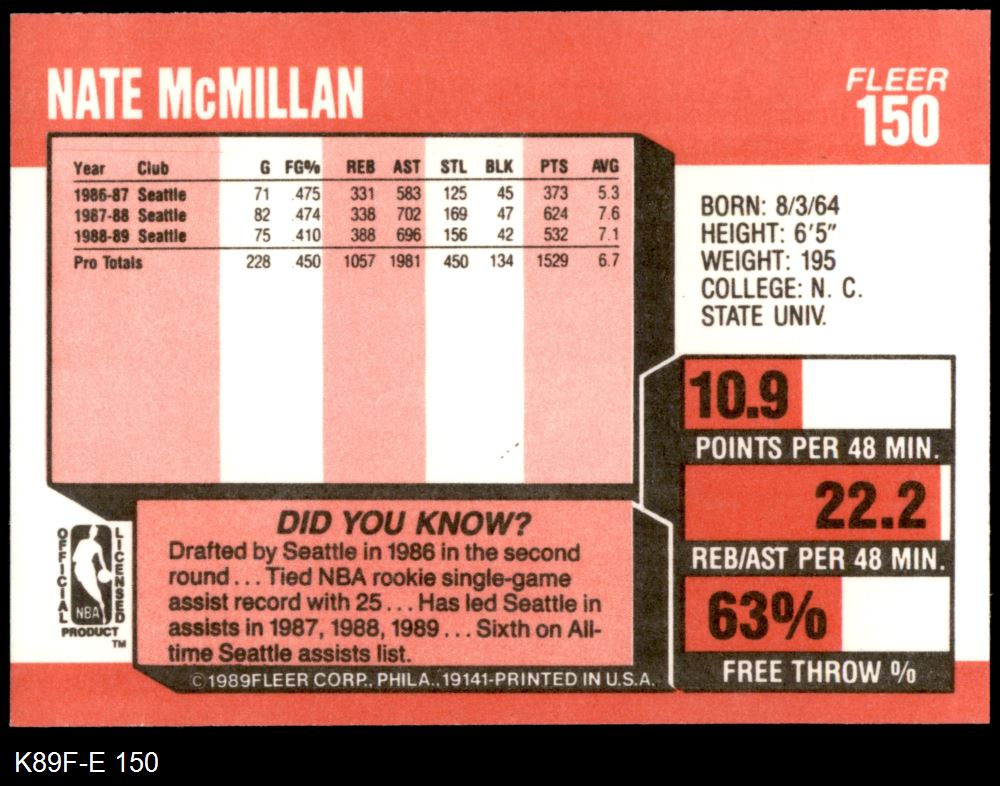 NATE McMILLAN
FLEER
150
Year Club G FG% REB AST STL BLK PTS AVG
1986-87 Seattle 71 .475 331 583 125 45 373 5.3
1987-88 Seattle 82 .474 338 702 169 47 624 7.6
1988-89 Seattle 75 .410 388 696 156 42 532 7.1
Pro Totals 228 .450 1057 1981 450 134 1529 6.7
BORN: 8/3/64
HEIGHT: 6'5"
WEIGHT: 195
COLLEGE: N. C.
STATE UNIV.
10.9
POINTS PER 48 MIN.
22.2
REB/AST PER 48 MIN.
63%
FREE THROW %
OFFICIAL
LICENSED
NBA
PRODUCT
TM
DID YOU KNOW?
Drafted by Seattle in 1986 in the second
round . . . Tied NBA rookie single-game
assist record with 25 . . . Has led Seattle in
assists in 1987, 1988, 1989 . . . Sixth on All-
time Seattle assists list.
©1989FLEER CORP., PHILA., 19141-PRINTED IN U.S.A.
K89F-E 150